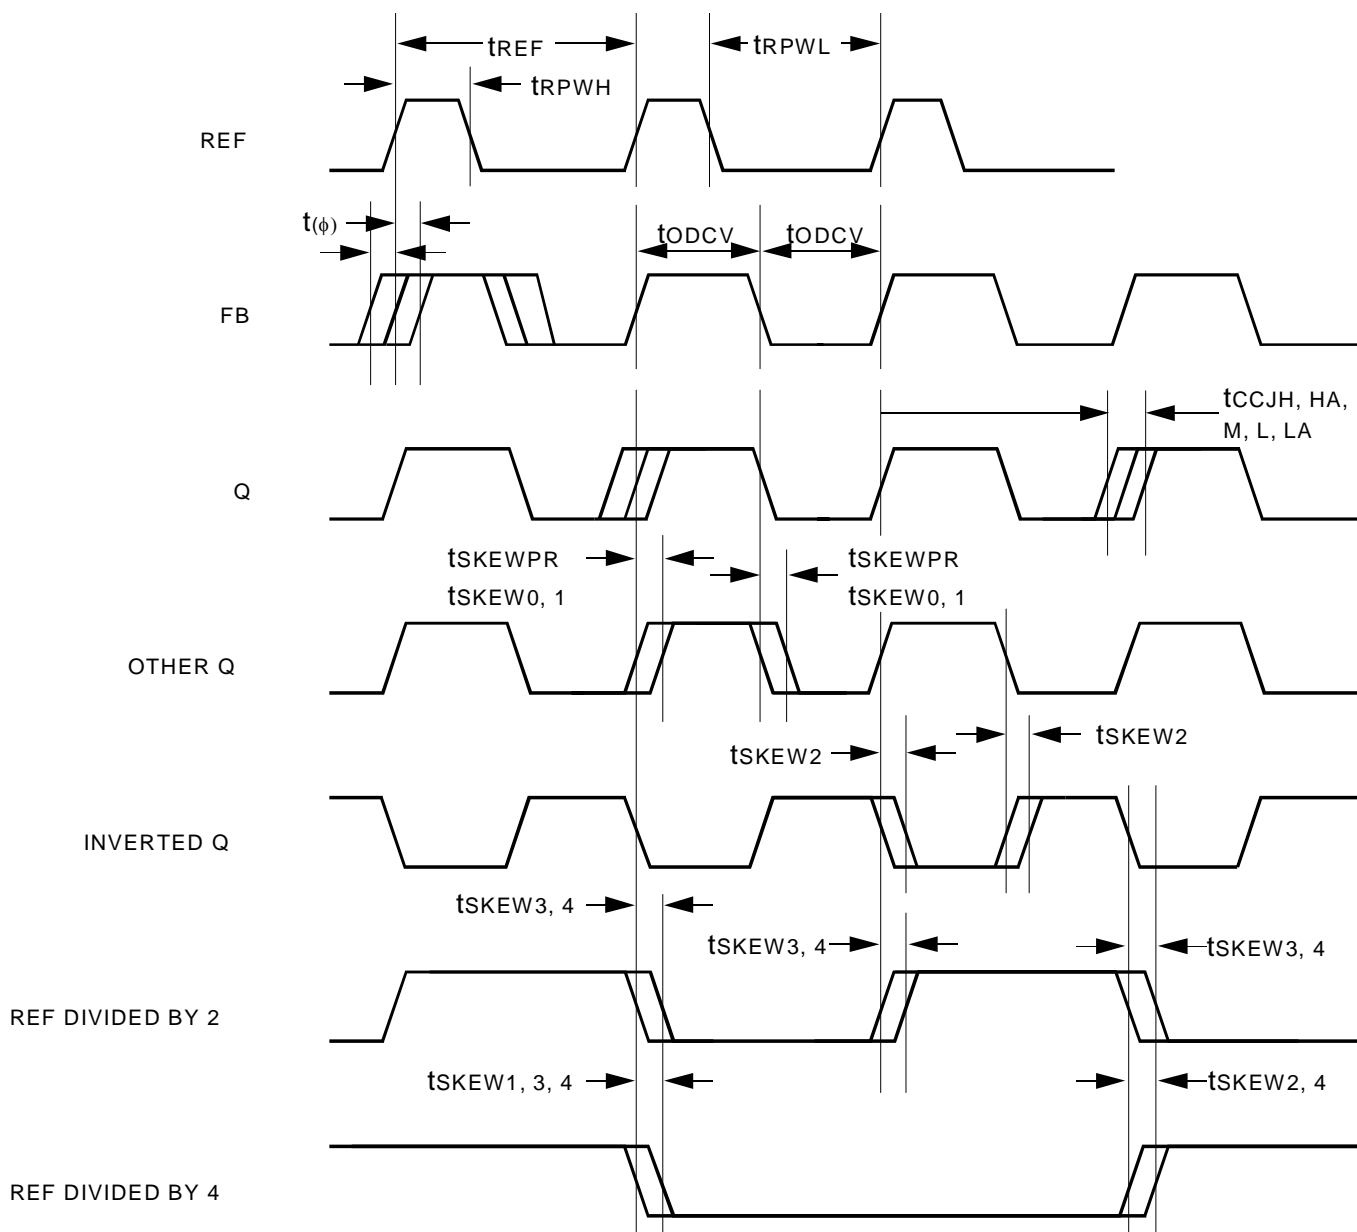 tREF
tRPWL
tRPWH
REF
t(ϕ)
tODCV
tODCV
FB
tCCJH, HA,
M, L, LA
Q
tSKEWPR
tSKEW0, 1
tSKEWPR
tSKEW0, 1
OTHER Q
tSKEW2
tSKEW2
INVERTED Q
tSKEW3, 4
tSKEW3, 4
tSKEW3, 4
REF DIVIDED BY 2
tSKEW1, 3, 4
tSKEW2, 4
REF DIVIDED BY 4